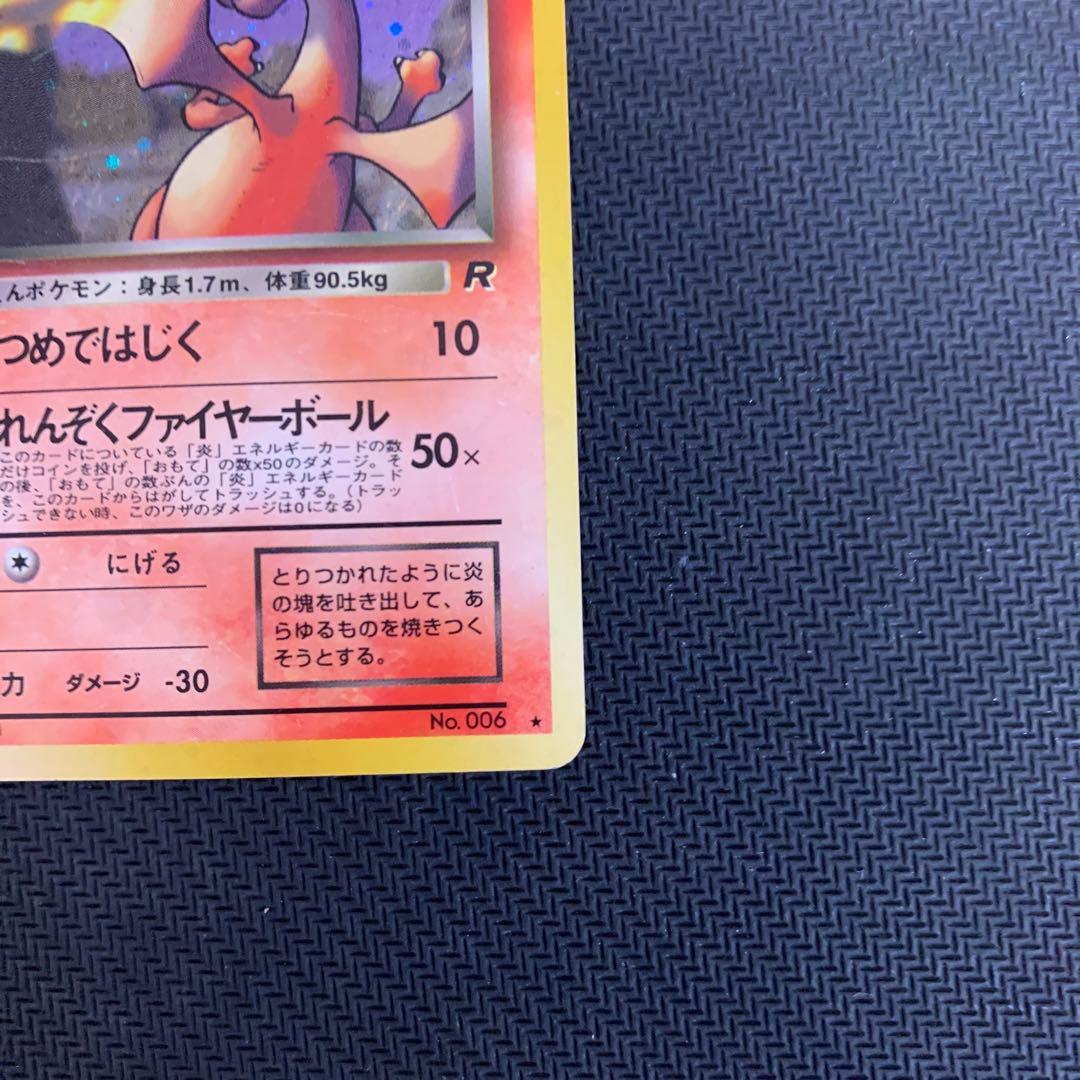 んポケモン：身長1.7m、体重90.5kg
R
つめではじく 10
れんぞくファイヤーボール
このカードについている「炎」エネルギーカードの数
だけコインを投げ、「おもて」の数x50のダメージ。そ
の後、「おもて」の数ぶんの「炎」エネルギーカード
を、このカードからはがしてトラッシュする。（トラッ
シュできない時、このワザのダメージは0になる）
50×
にげる
とりつかれたように炎
の塊を吐き出して、あ
らゆるものを焼きつく
そうとする。
力 ダメージ -30
No. 006 ★